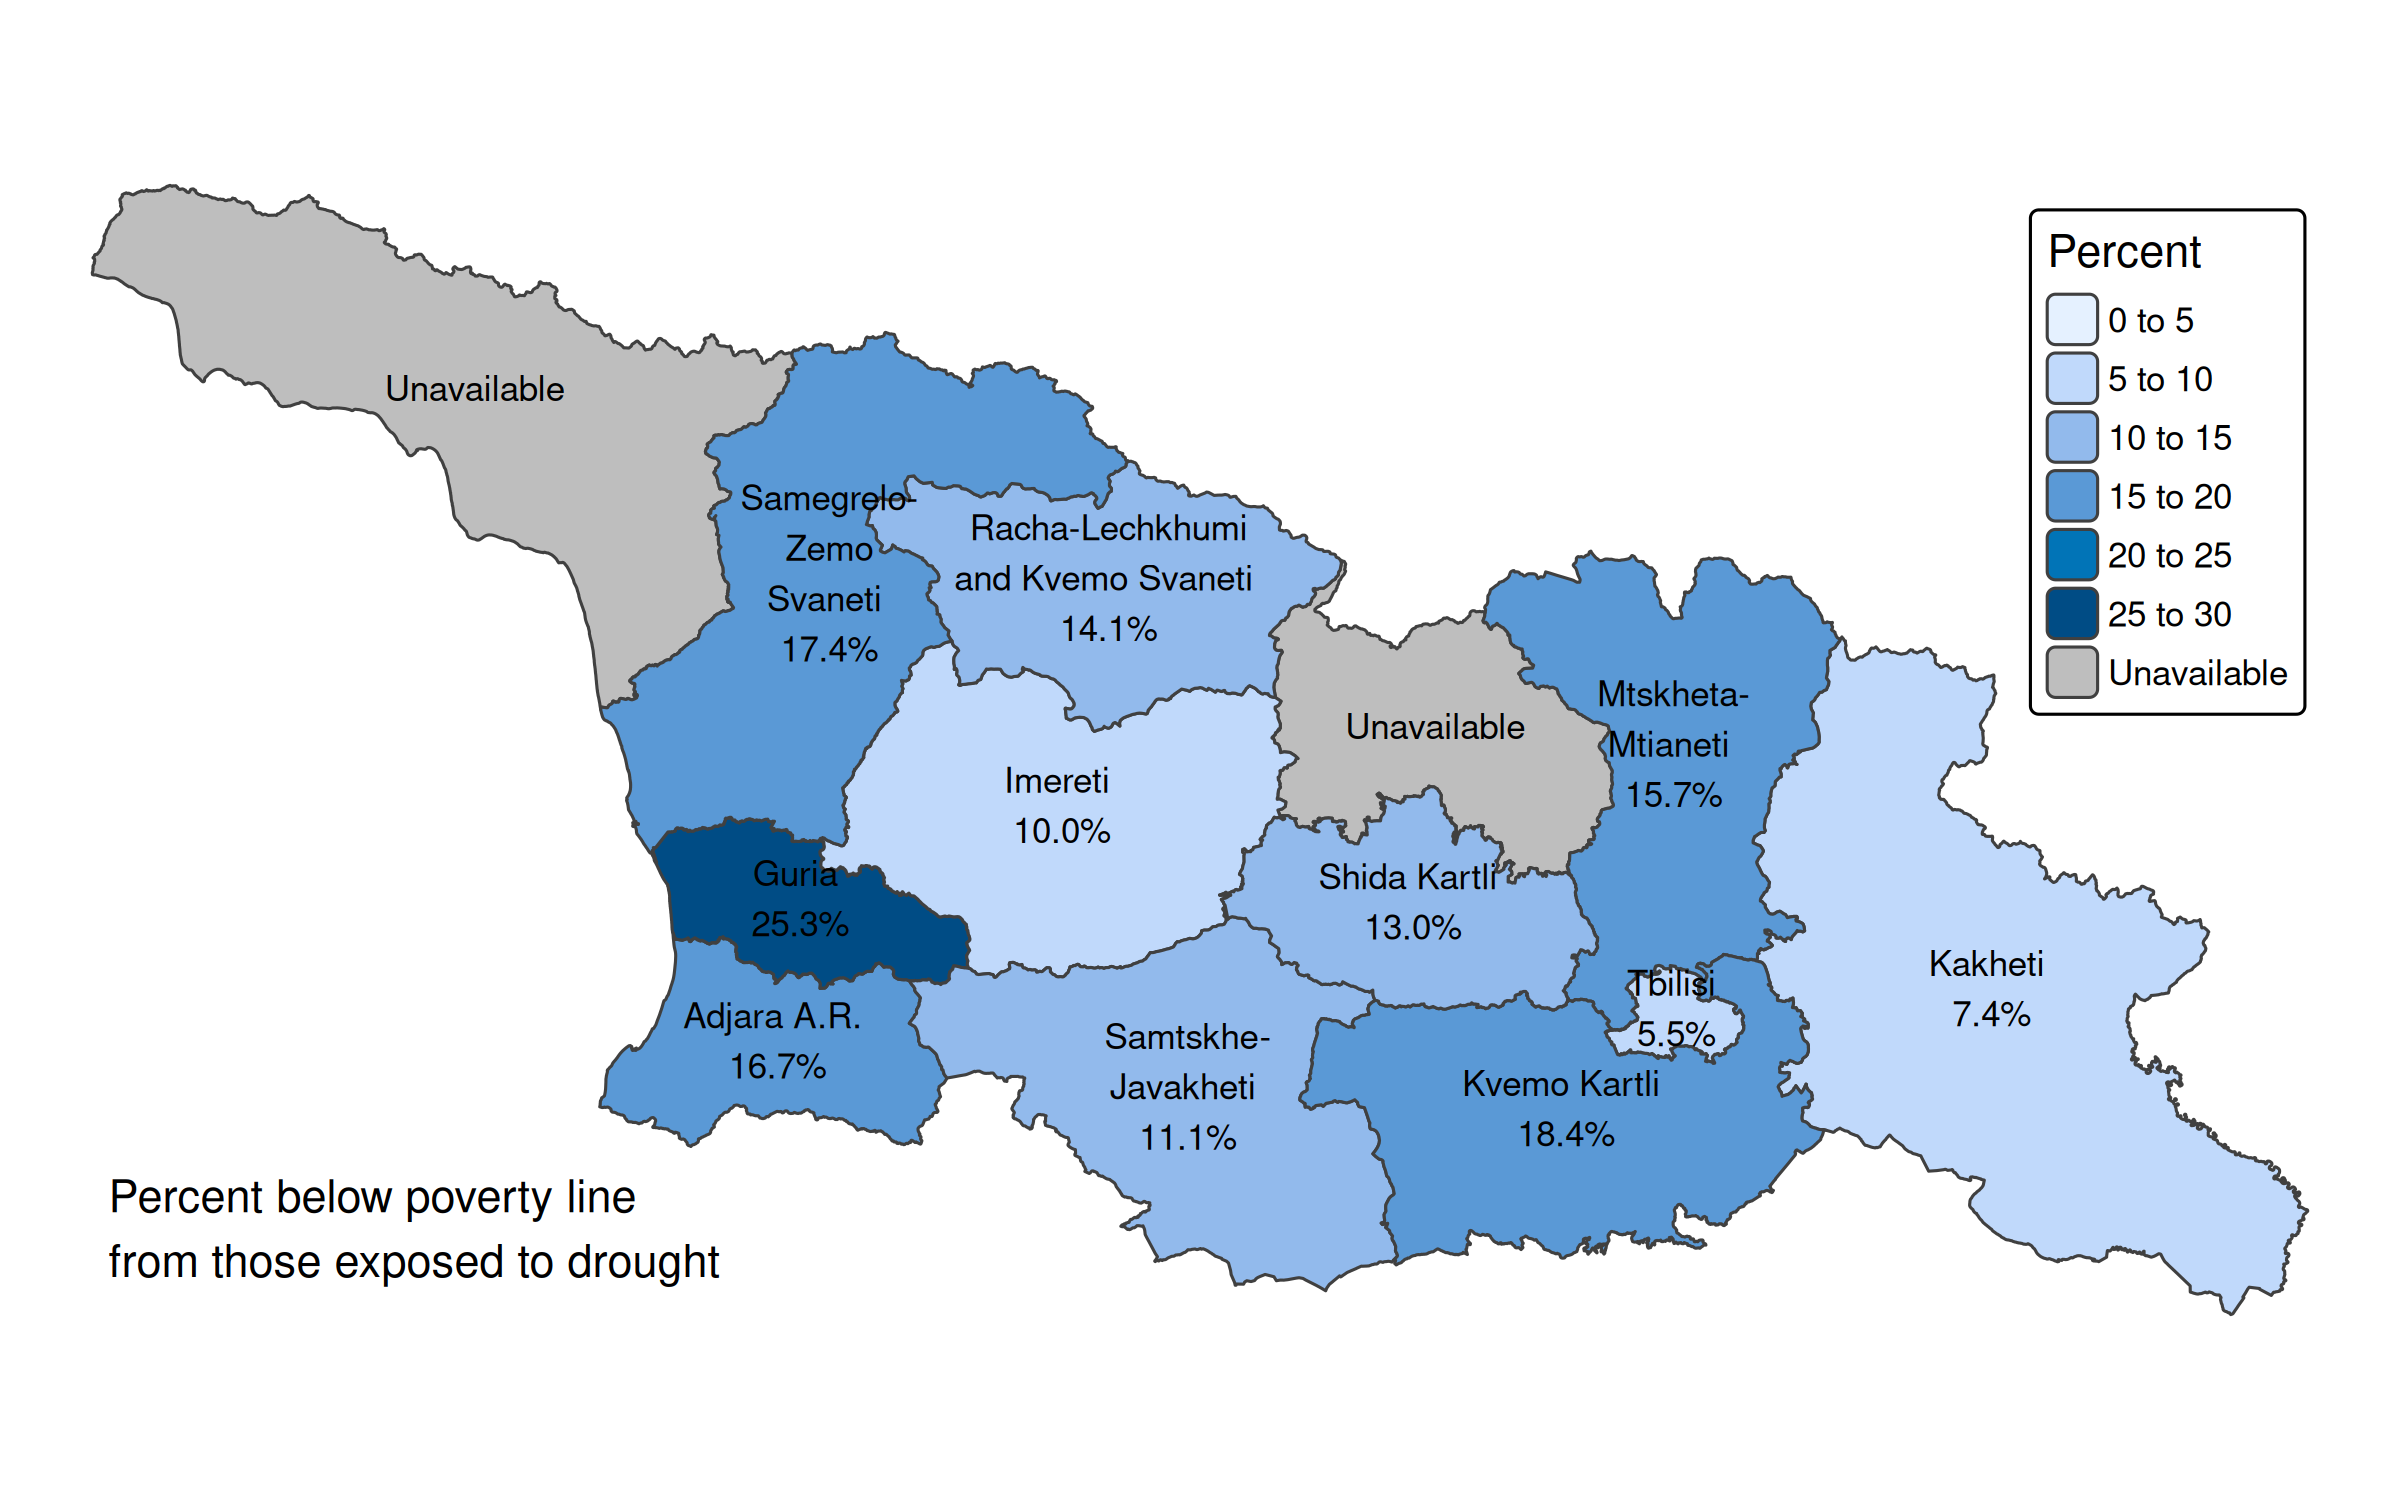 Unavailable
Samegrelo-
Zemo
Svaneti
17.4%
Racha-Lechkhumi
and Kvemo Svaneti
14.1%
Unavailable
Mtskheta-
Mtianeti
15.7%
Imereti
10.0%
Guria
25.3%
Shida Kartli
13.0%
Tbilisi
5.5%
Kakheti
7.4%
Adjara A.R.
16.7%
Samtskhe-
Javakheti
11.1%
Kvemo Kartli
18.4%
Percent below poverty line
from those exposed to drought
Percent
0 to 5
5 to 10
10 to 15
15 to 20
20 to 25
25 to 30
Unavailable